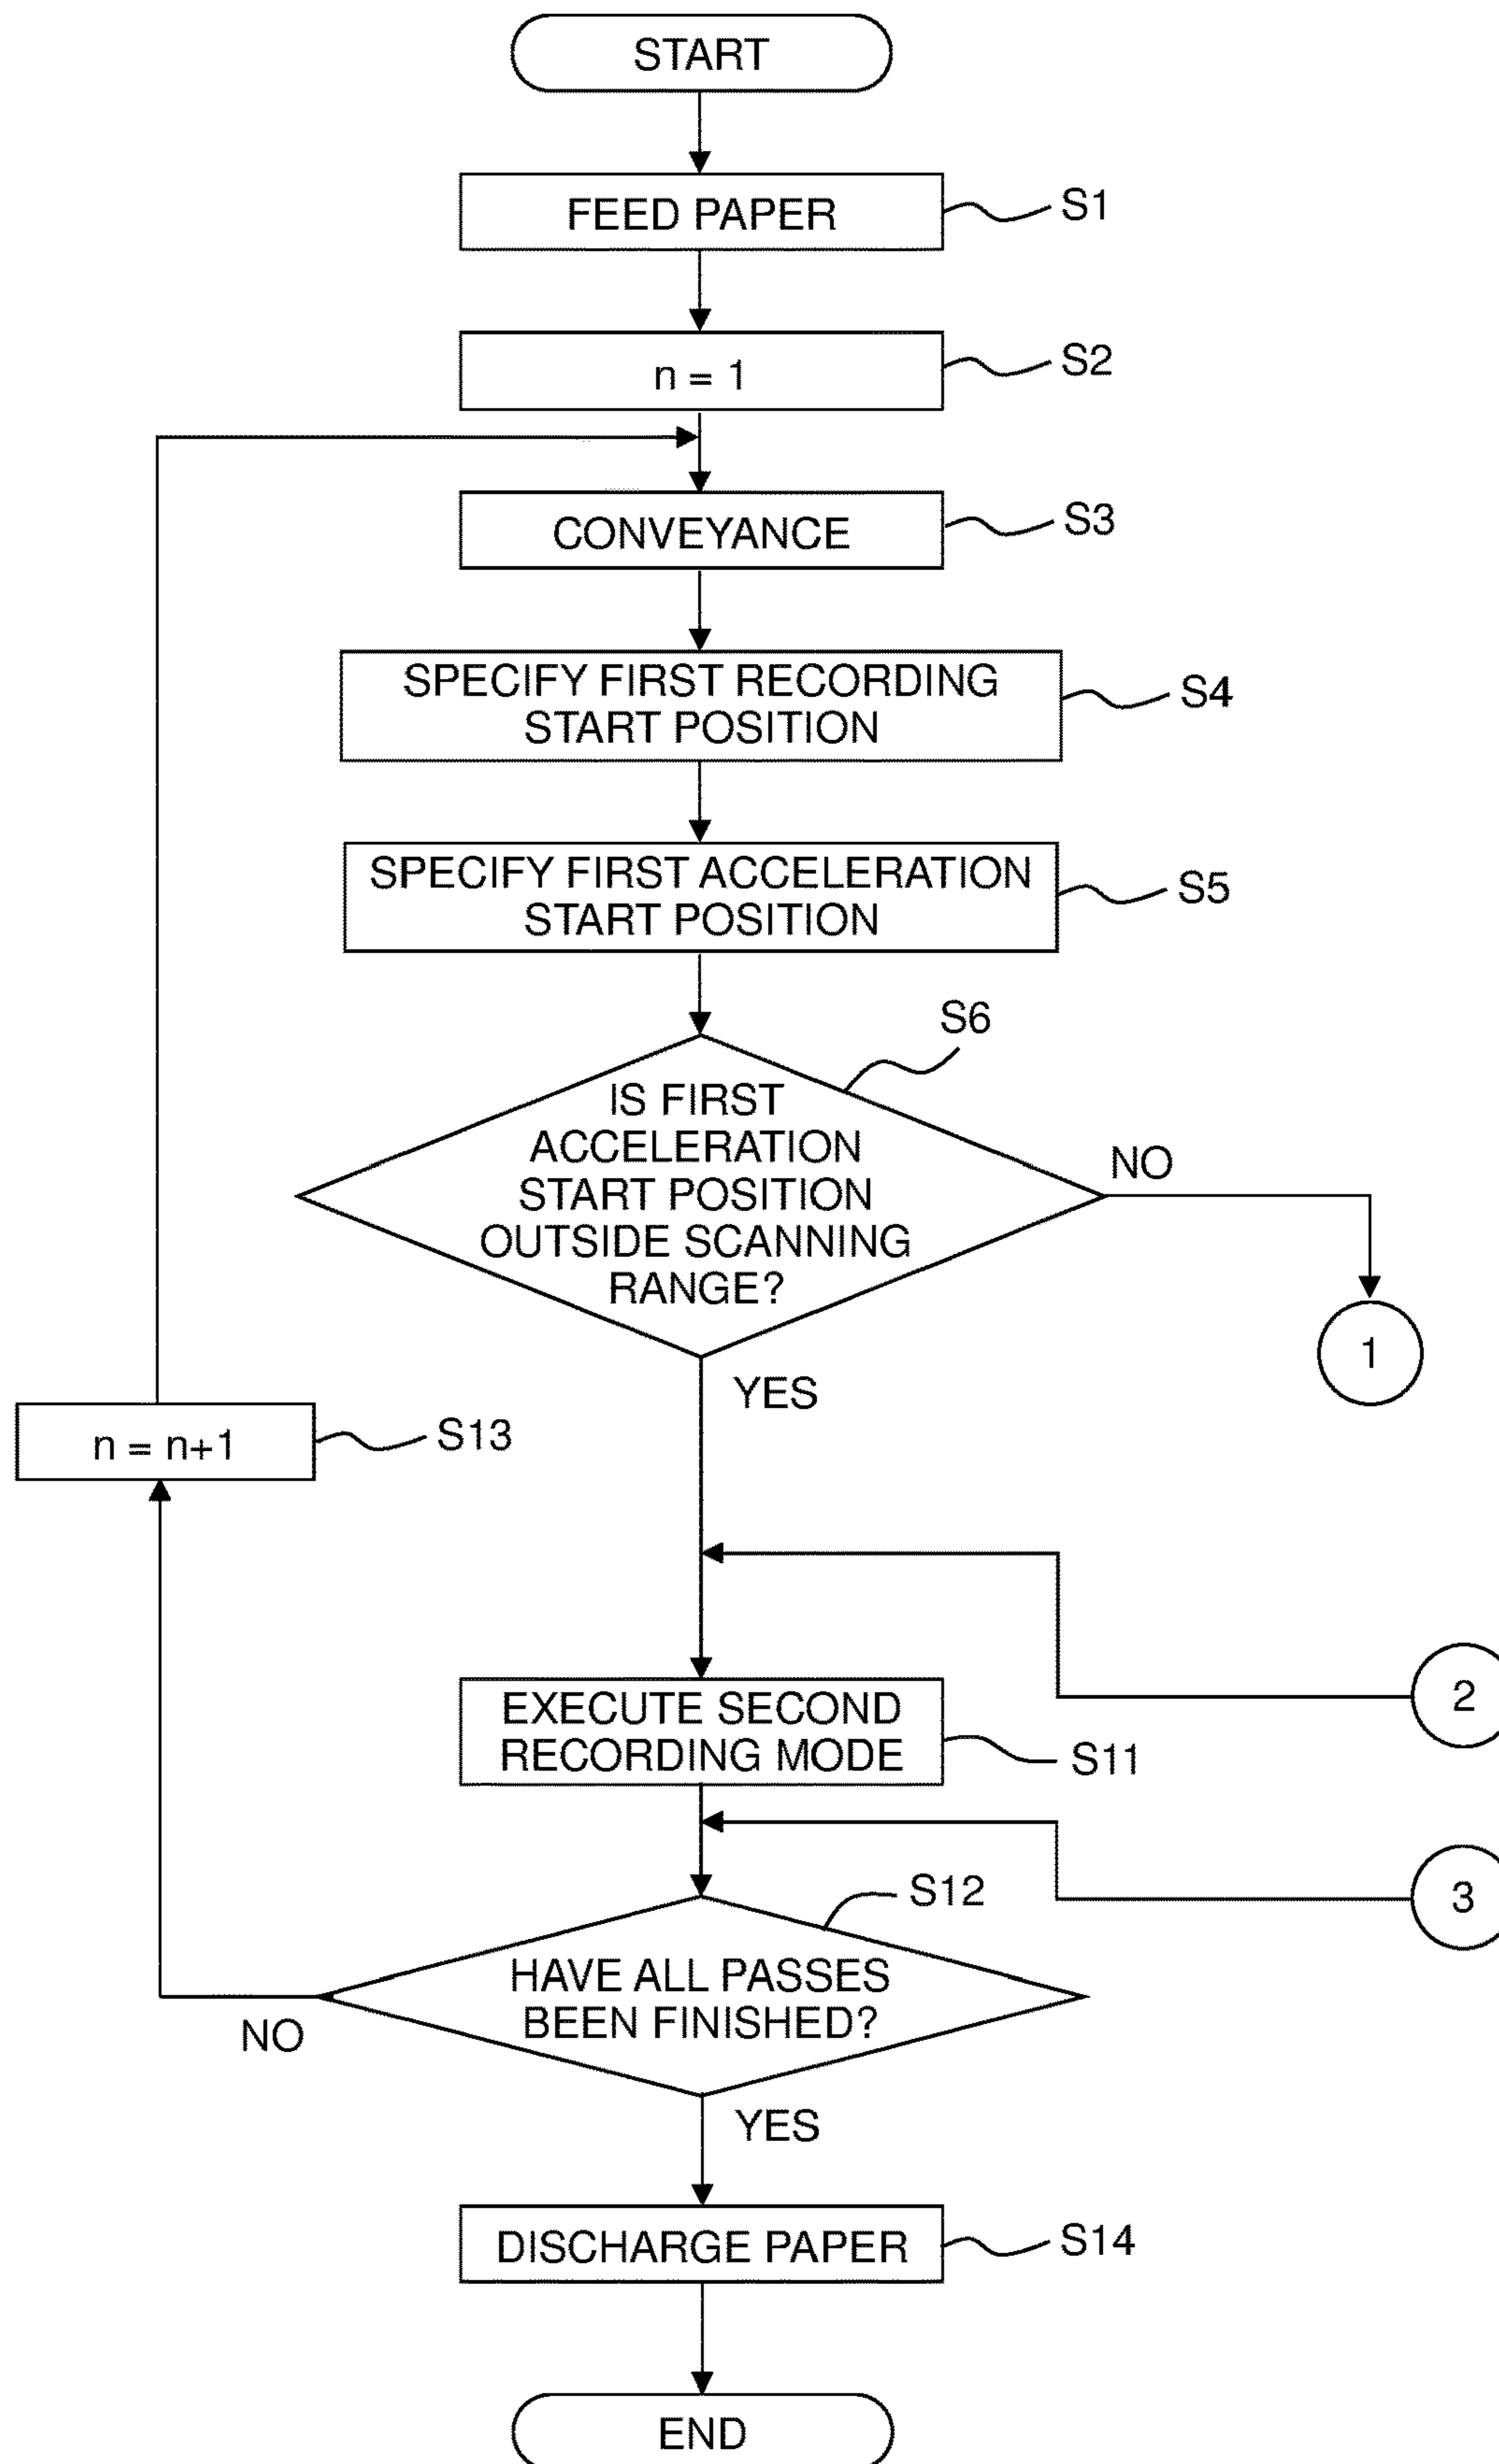 START
FEED PAPER
S1
n = 1
S2
CONVEYANCE
S3
SPECIFY FIRST RECORDING
START POSITION
S4
SPECIFY FIRST ACCELERATION
START POSITION
S5
S6
IS FIRST
ACCELERATION
START POSITION
OUTSIDE SCANNING
RANGE?
NO
1
YES
n = n+1
S13
2
EXECUTE SECOND
RECORDING MODE
S11
3
S12
HAVE ALL PASSES
BEEN FINISHED?
NO
YES
DISCHARGE PAPER
S14
END